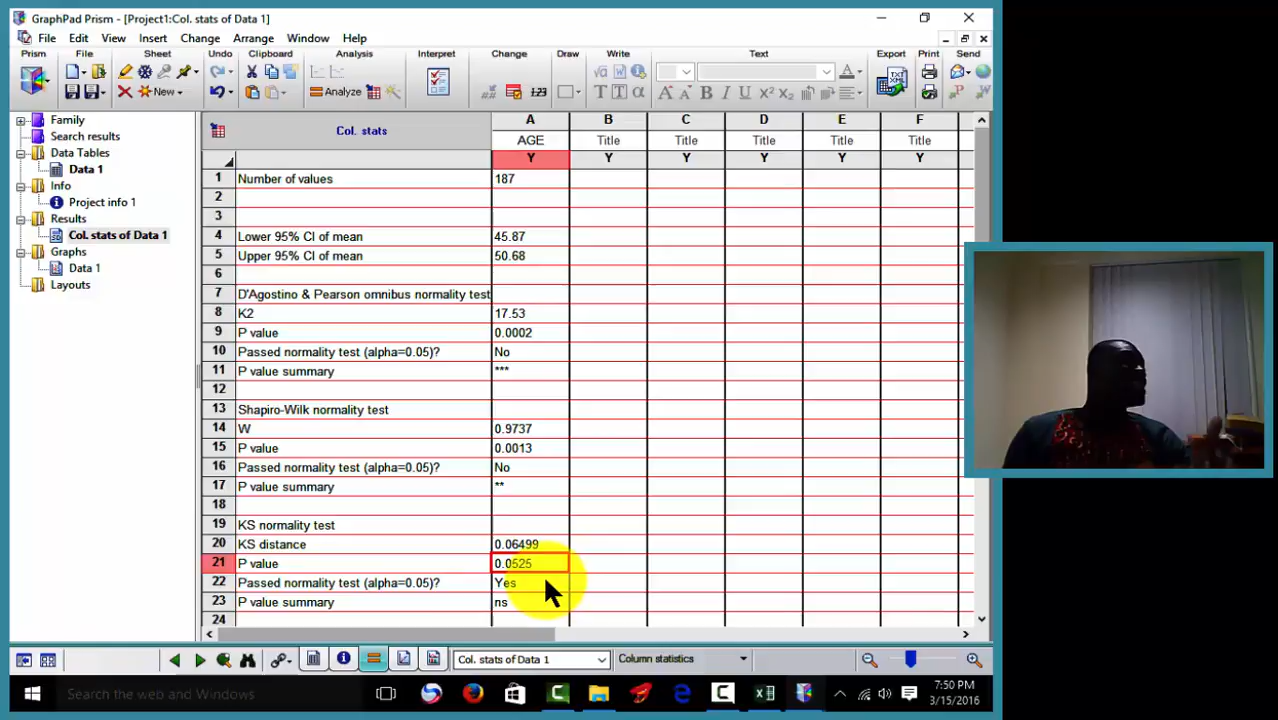 GraphPad Prism - [Project1:Col. stats of Data 1]
File Edit View Insert Change Arrange Window Help
Prism File Sheet Undo Clipboard Analysis Interpret Change Draw Write Text Export Print Send
New
Analyze
123
Family
Search results
Data Tables
Data 1
Info
Project info 1
Results
Col. stats of Data 1
Graphs
Data 1
Layouts
Col. stats A B C D E F
AGE Title Title Title Title Title
Y Y Y Y Y Y
1 Number of values 187
2
3
4 Lower 95% CI of mean 45.87
5 Upper 95% CI of mean 50.68
6
7 D'Agostino & Pearson omnibus normality test
8 K2 17.53
9 P value 0.0002
10 Passed normality test (alpha=0.05)? No
11 P value summary ***
12
13 Shapiro-Wilk normality test
14 W 0.9737
15 P value 0.0013
16 Passed normality test (alpha=0.05)? No
17 P value summary **
18
19 KS normality test
20 KS distance 0.06499
21 P value 0.0525
22 Passed normality test (alpha=0.05)? Yes
23 P value summary ns
24
Col. stats of Data 1 Column statistics
Search the web and Windows
7:50 PM
3/15/2016